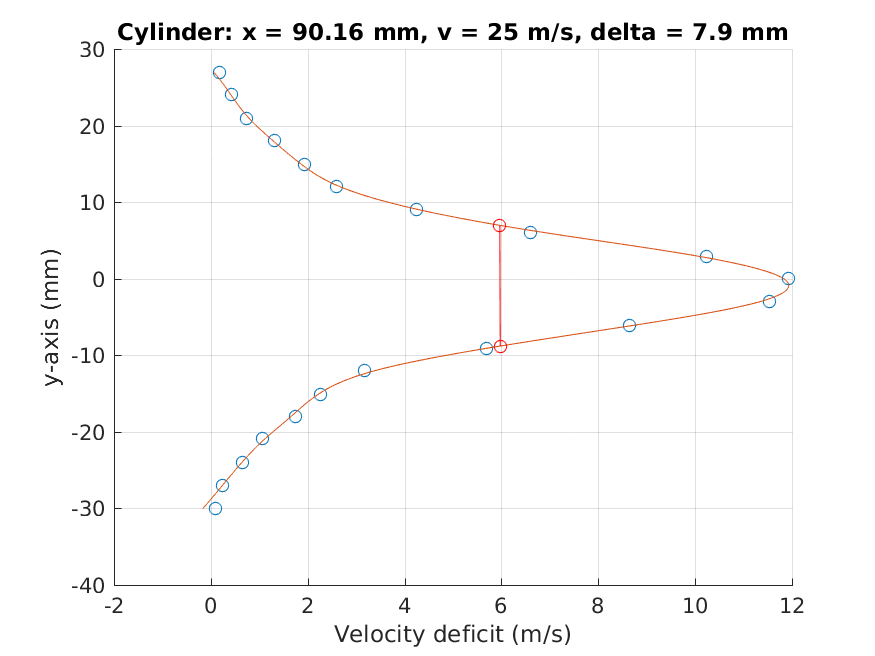 Cylinder: x = 90.16 mm, v = 25 m/s, delta = 7.9 mm
30
20
10
0
-10
-20
-30
-40
y-axis (mm)
-2 0 2 4 6 8 10 12
Velocity deficit (m/s)